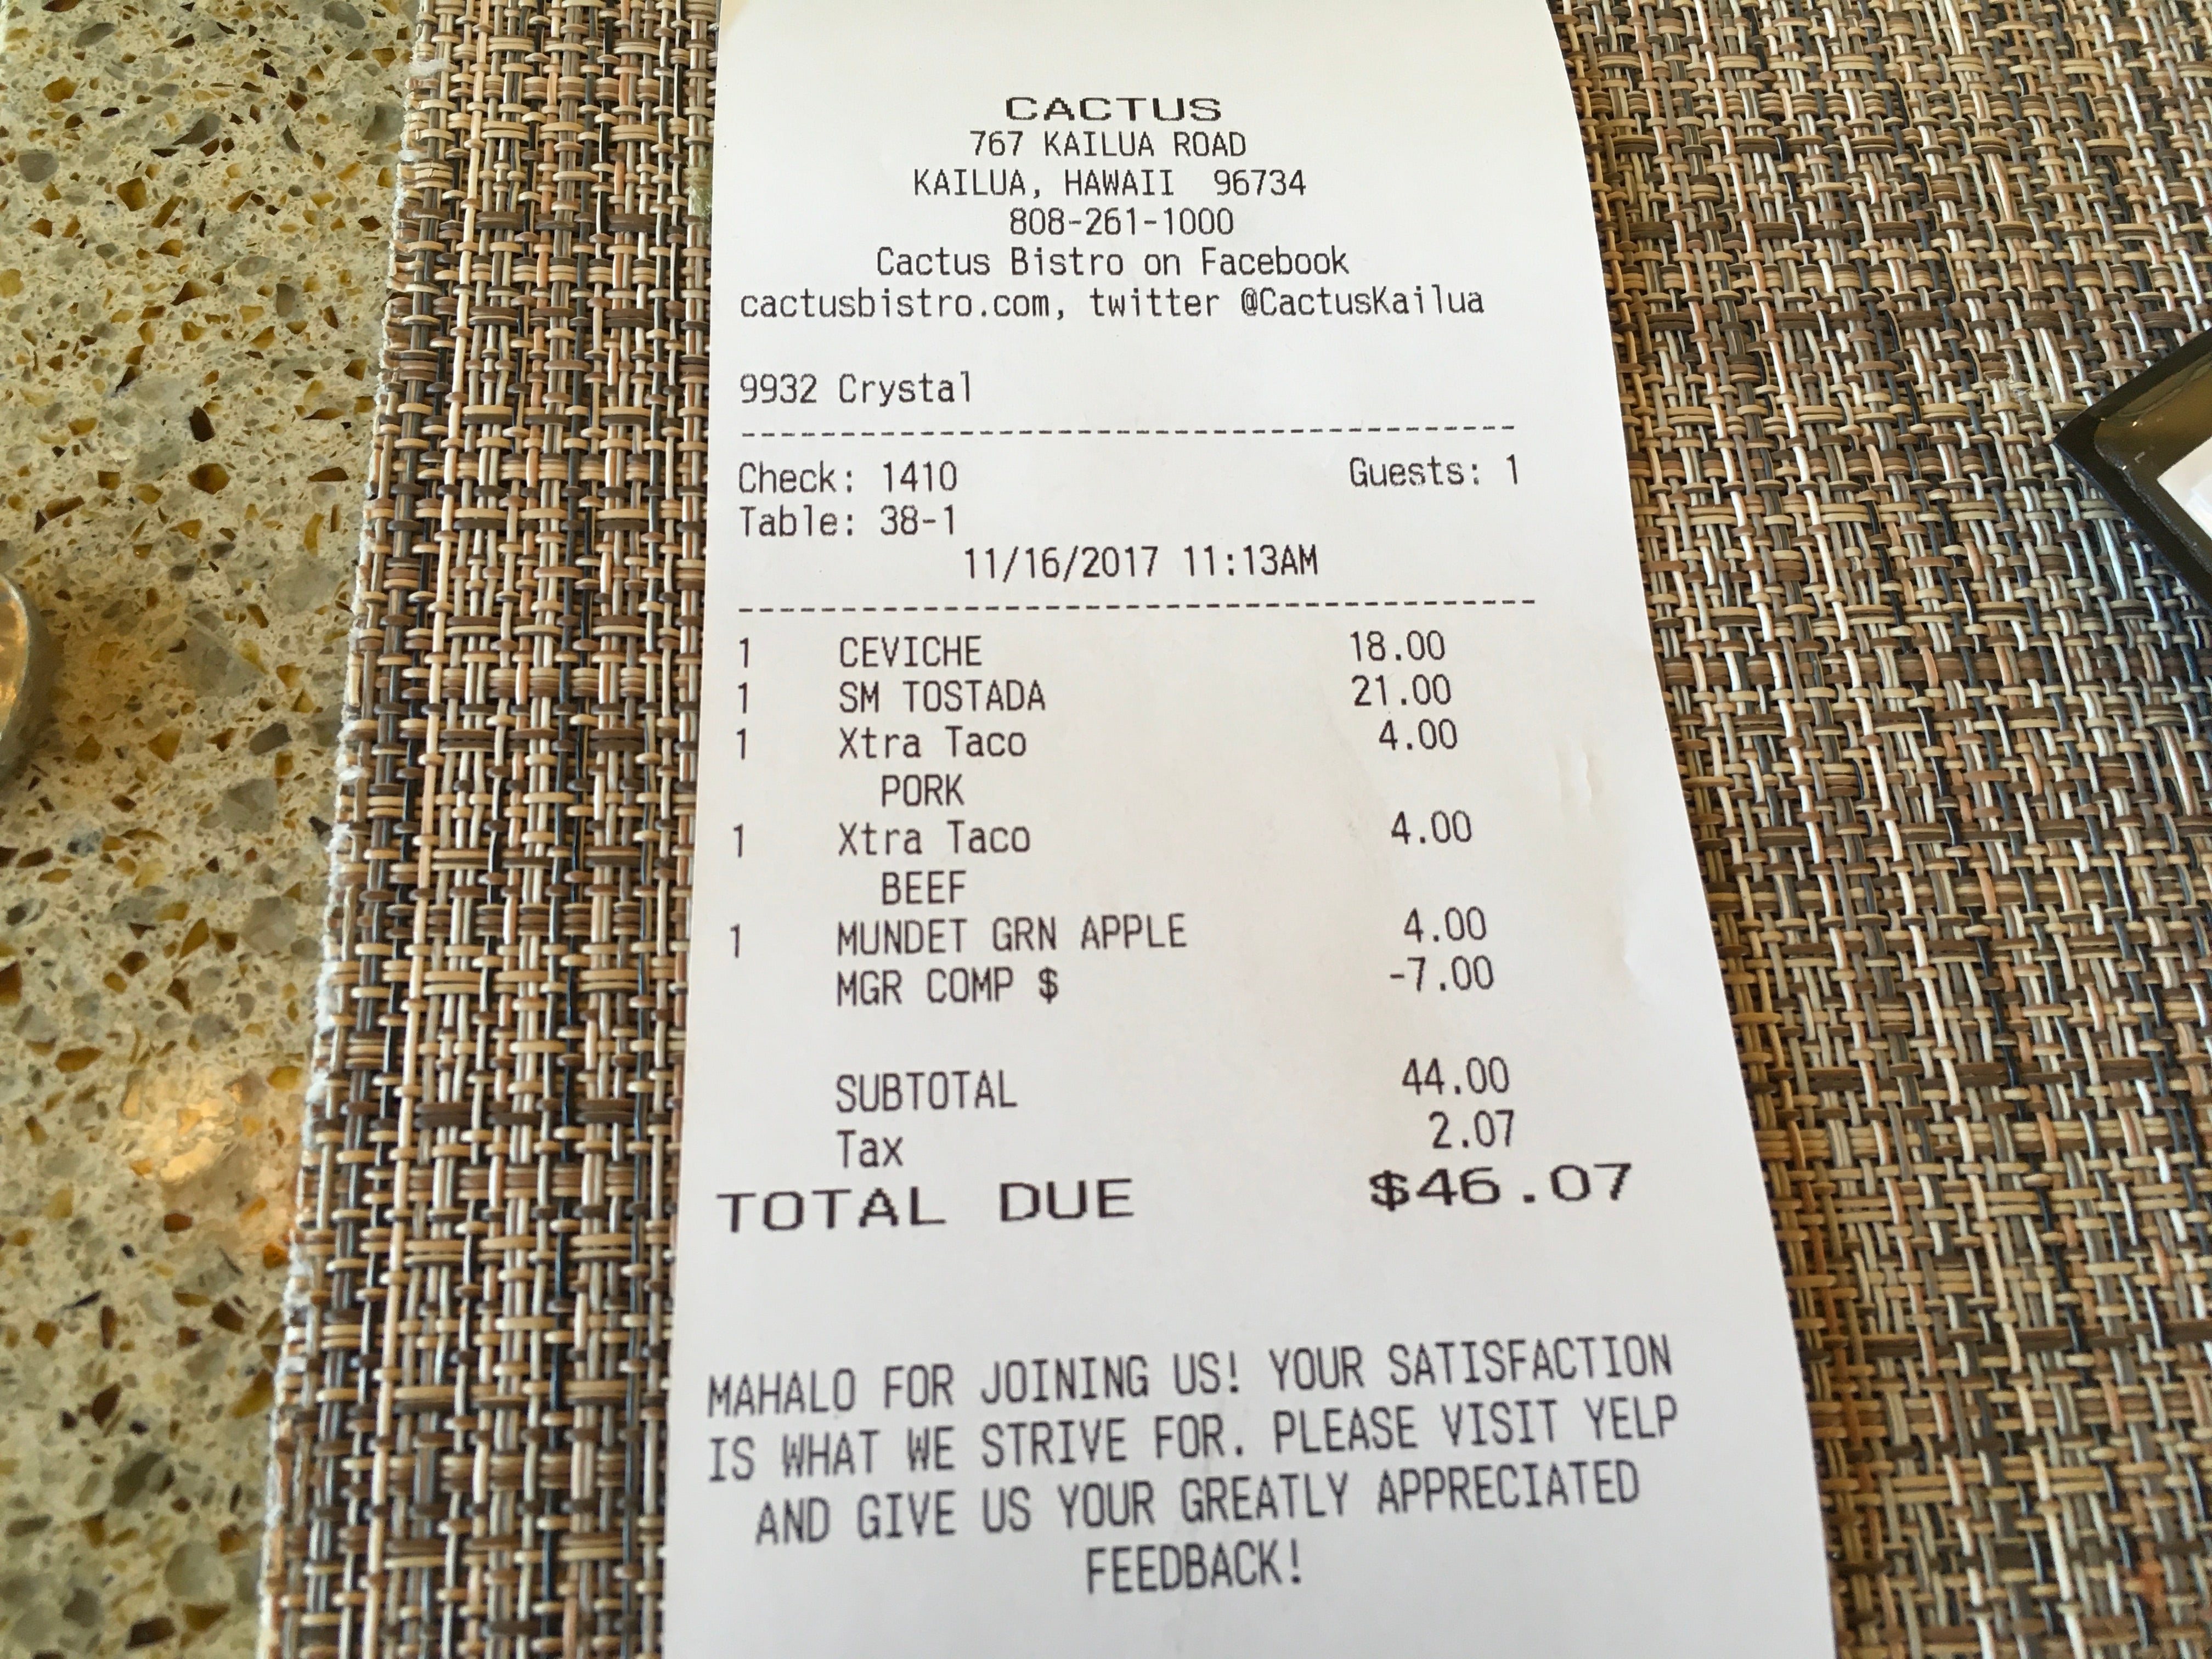 CACTUS
767 KAILUA ROAD
KAILUA, HAWAII 96734
808-261-1000
Cactus Bistro on Facebook
cactusbistro.com, twitter @CactusKailua
9932 Crystal
----------------------------------------
Check: 1410 Guests: 1
Table: 38-1
11/16/2017 11:13AM
----------------------------------------
1 CEVICHE 18.00
1 SM TOSTADA 21.00
1 Xtra Taco 4.00
PORK
1 Xtra Taco 4.00
BEEF
1 MUNDET GRN APPLE 4.00
MGR COMP $ -7.00
SUBTOTAL 44.00
Tax 2.07
TOTAL DUE $46.07
MAHALO FOR JOINING US! YOUR SATISFACTION
IS WHAT WE STRIVE FOR. PLEASE VISIT YELP
AND GIVE US YOUR GREATLY APPRECIATED
FEEDBACK!